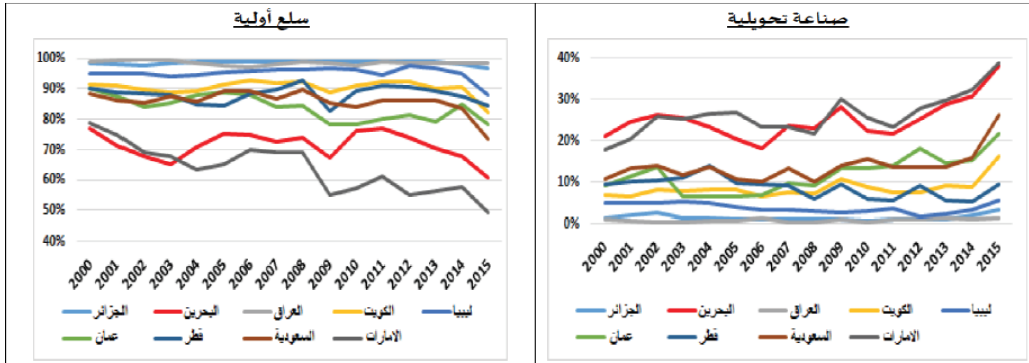 سلع أولية
100%
90%
80%
70%
60%
50%
40%
2000 2001 2002 2003 2004 2005 2006 2007 2008 2009 2010 2011 2012 2013 2014 2015
الجزائر البحرين العراق الكويت ليبيا
عمان قطر السعودية الامارات
صناعة تحويلية
40%
30%
20%
10%
0%
2000 2001 2002 2003 2004 2005 2006 2007 2008 2009 2010 2011 2012 2013 2014 2015
الجزائر البحرين العراق الكويت ليبيا
عمان قطر السعودية الامارات